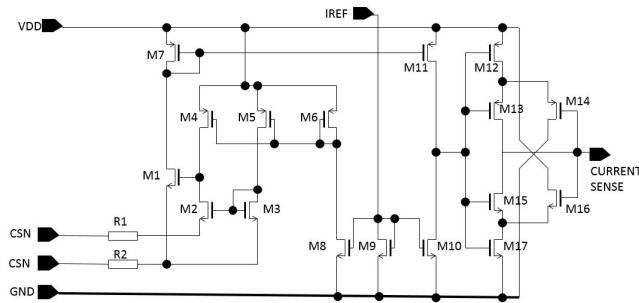 IREF
VDD
M7
M11
M12
M4
M5
M6
M13
M14
M1
CURRENT
SENSE
M2
M3
M15
M16
R1
CSN
M8
M9
M10
M17
R2
CSN
GND